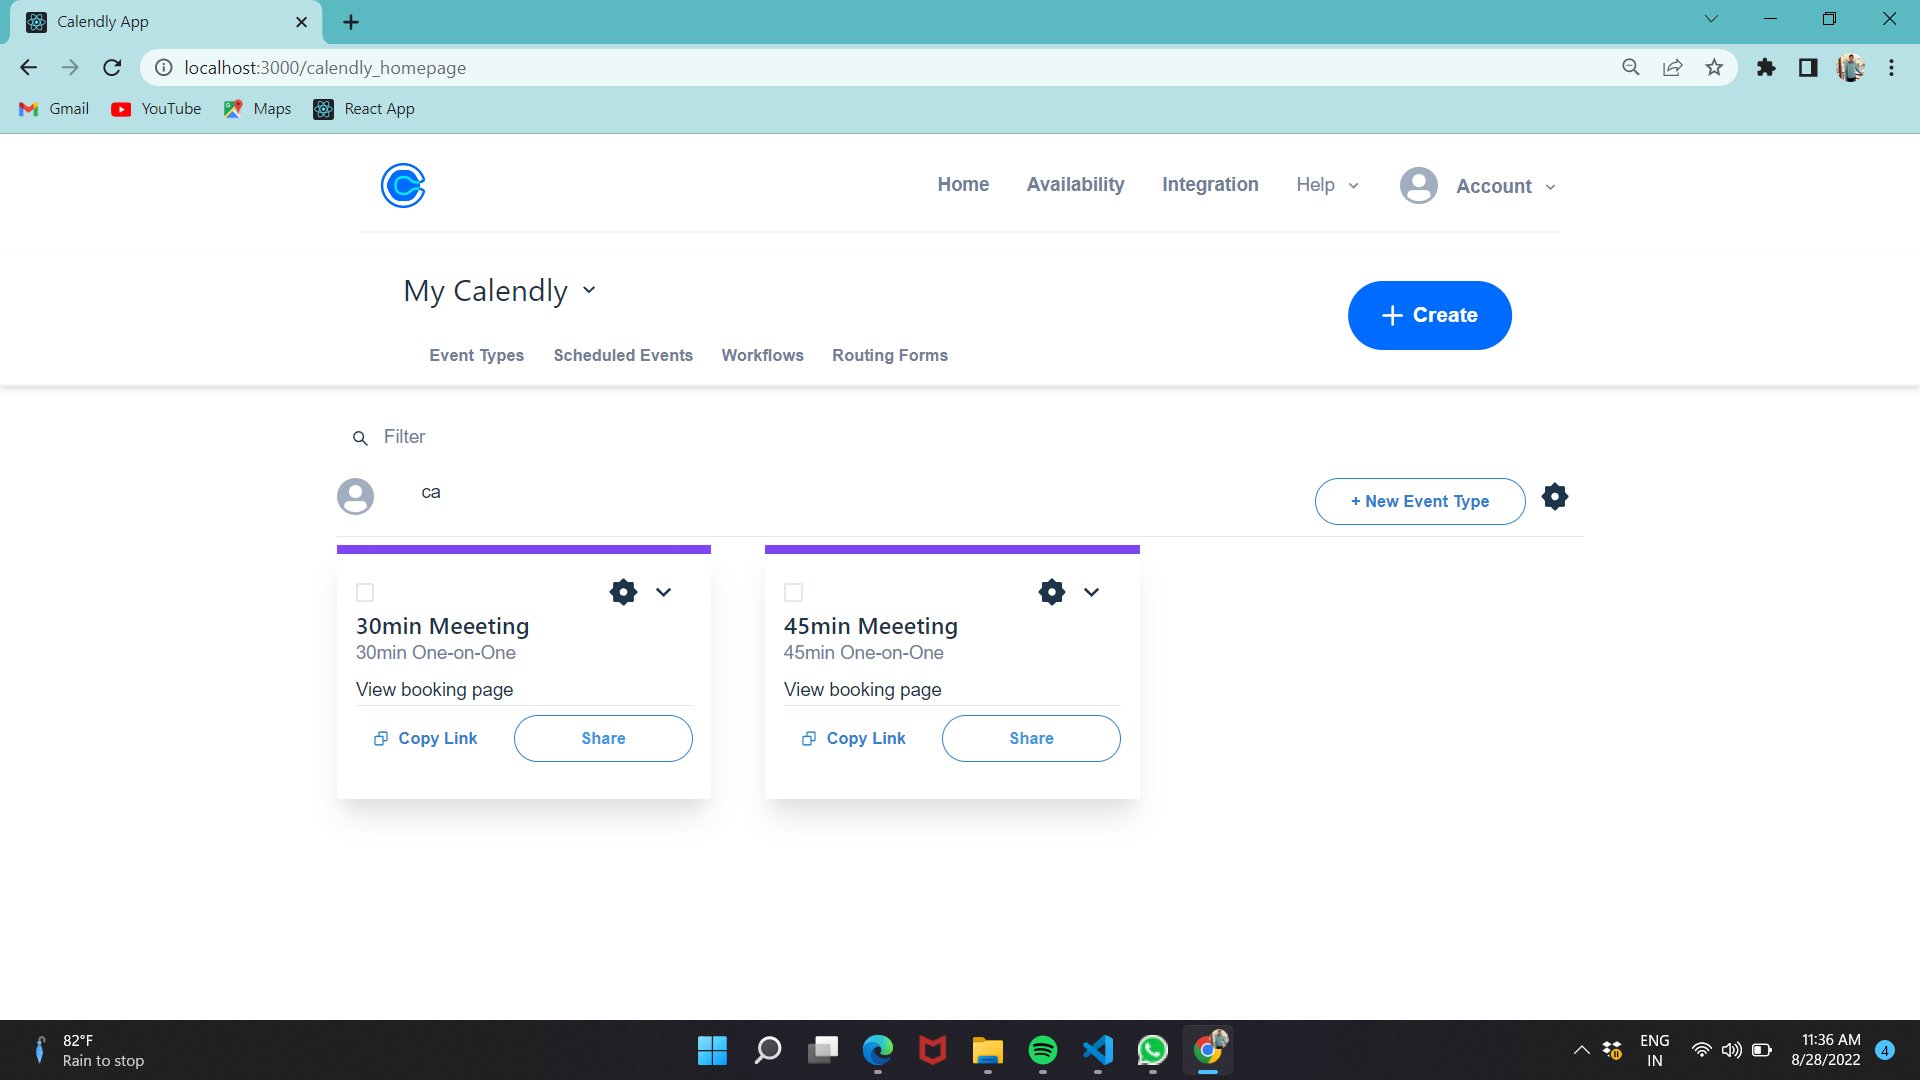 Calendly App
localhost:3000/calendly_homepage
Gmail YouTube Maps React App
Home Availability Integration Help Account
My Calendly
+ Create
Event Types Scheduled Events Workflows Routing Forms
Filter
ca
+ New Event Type
30min Meeeting
30min One-on-One
View booking page
Copy Link Share
45min Meeeting
45min One-on-One
View booking page
Copy Link Share
82°F
Rain to stop
ENG
IN
11:36 AM
8/28/2022
4